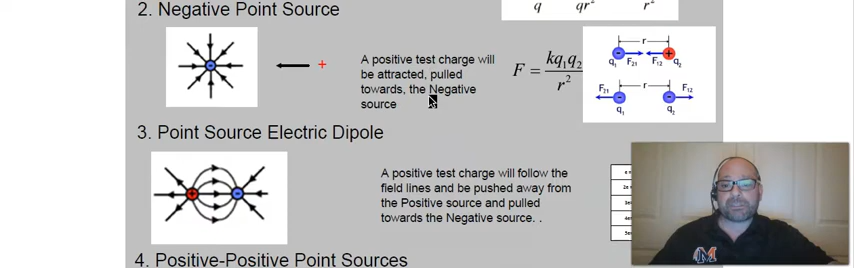 2. Negative Point Source
q qr² r²
A positive test charge will
be attracted, pulled
towards, the Negative
source
+
F = kq₁q₂
r²
r
q₁ F₂₁ F₁₂ q₂
F₂₁ r F₁₂
q₁ q₂
3. Point Source Electric Dipole
A positive test charge will follow the
field lines and be pushed away from
the Positive source and pulled
towards the Negative source. .
M
4. Positive-Positive Point Sources